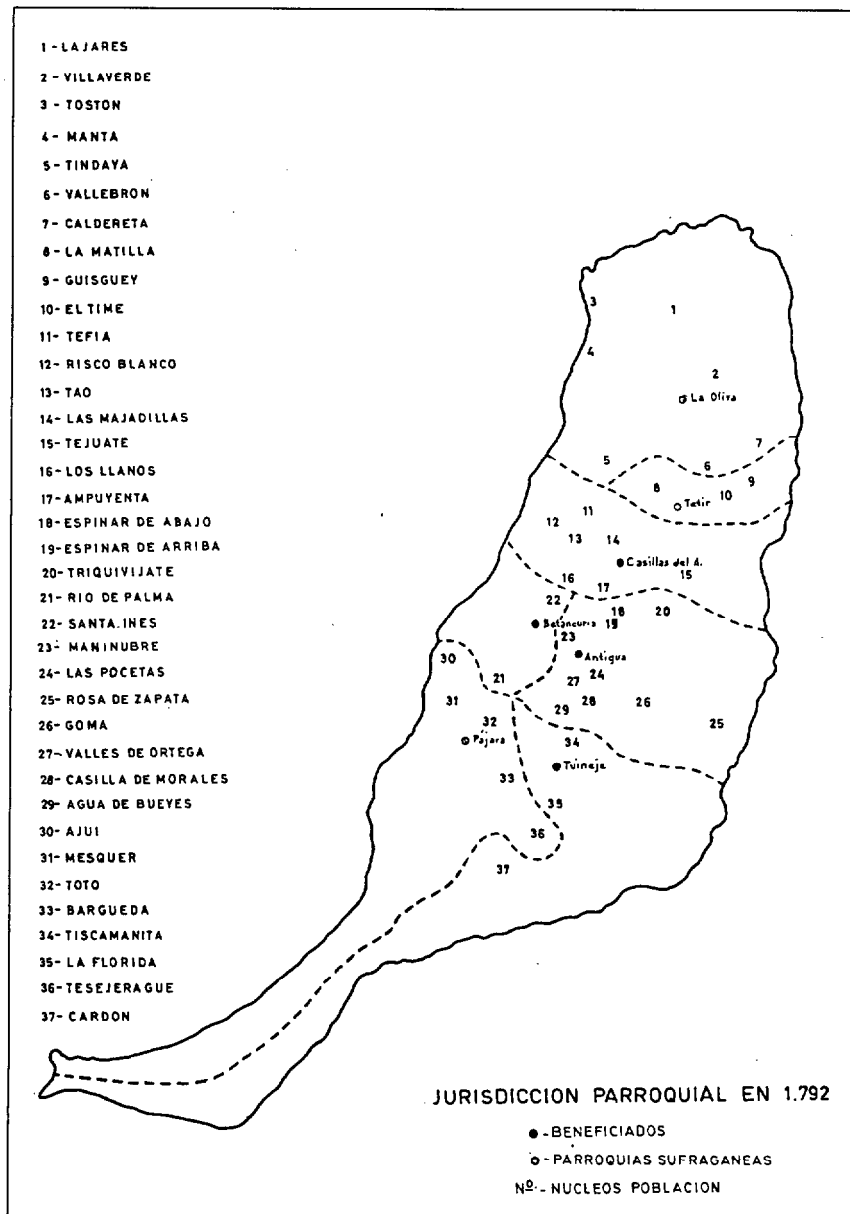 1- LAJARES
2- VILLAVERDE
3- TOSTON
4- MANTA
5- TINDAYA
6- VALLEBRON
7- CALDERETA
8- LA MATILLA
9- GUISGUEY
10- EL TIME
11- TEFIA
12- RISCO BLANCO
13- TAO
14- LAS MAJADILLAS
15- TEJUATE
16- LOS LLANOS
17- AMPUYENTA
18- ESPINAR DE ABAJO
19- ESPINAR DE ARRIBA
20- TRIQUIVIJATE
21- RIO DE PALMA
22- SANTA.INES
23- MANINUBRE
24- LAS POCETAS
25- ROSA DE ZAPATA
26- GOMA
27- VALLES DE ORTEGA
28- CASILLA DE MORALES
29- AGUA DE BUEYES
30- AJUI
31- MESQUER
32- TOTO
33- BARGUEDA
34- TISCAMANITA
35- LA FLORIDA
36- TESEJERAGUE
37- CARDON
3 1
4
2
La Oliva
7
5 6
8 10 9
Tetir
11
12
13 14
Casillas del A.
15
16 17
22 18 20
Betancuria 19
23
30 Antigua
21 27 24
31 29 28 26
32 25
Pájara 34
33 Tuineje
35
36
37
JURISDICCION PARROQUIAL EN 1.792
-BENEFICIADOS
-PARROQUIAS SUFRAGANEAS
Nº.-NUCLEOS POBLACION